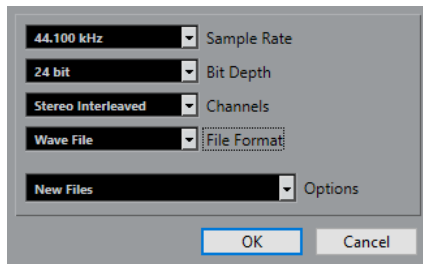 44.100 kHz Sample Rate
24 bit Bit Depth
Stereo Interleaved Channels
Wave File File Format
New Files Options
OK Cancel